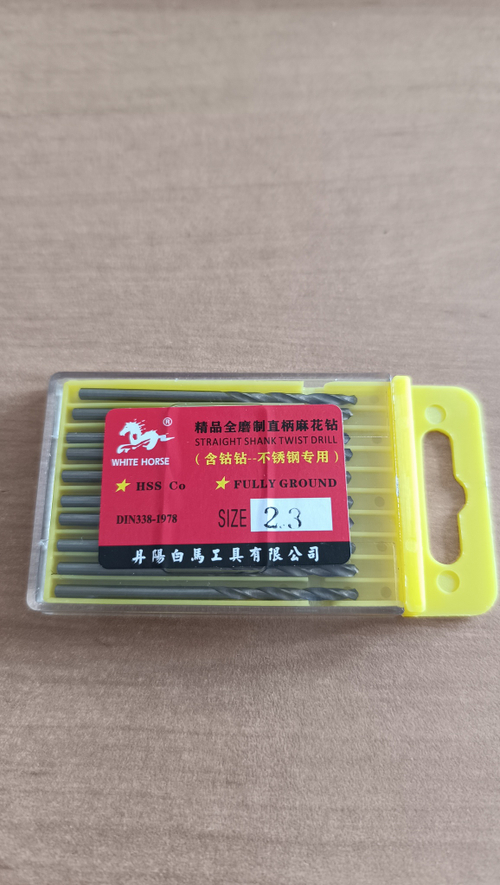 ®
WHITE HORSE
精品全磨制直柄麻花钻
STRAIGHT SHANK TWIST DRILL
(含钴钻--不锈钢专用)
HSS Co
FULLY GROUND
DIN338-1978
SIZE 2.3
丹陽白馬工具有限公司